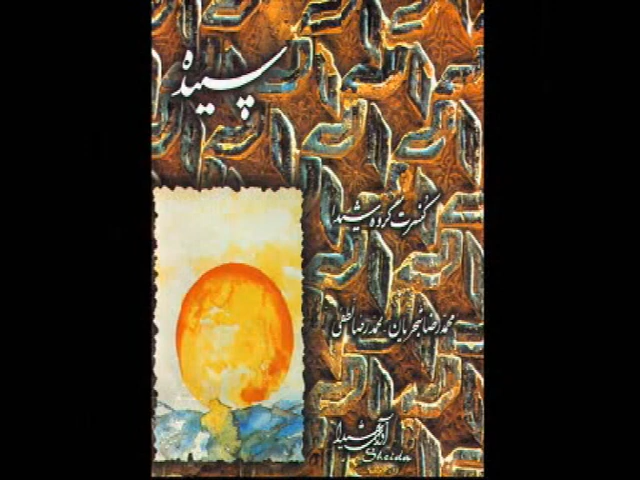 سپیده
کنسرت گروه شیدا
محمدرضا شجریان - محمدرضا لطفی
آوای شیدا
Sheida